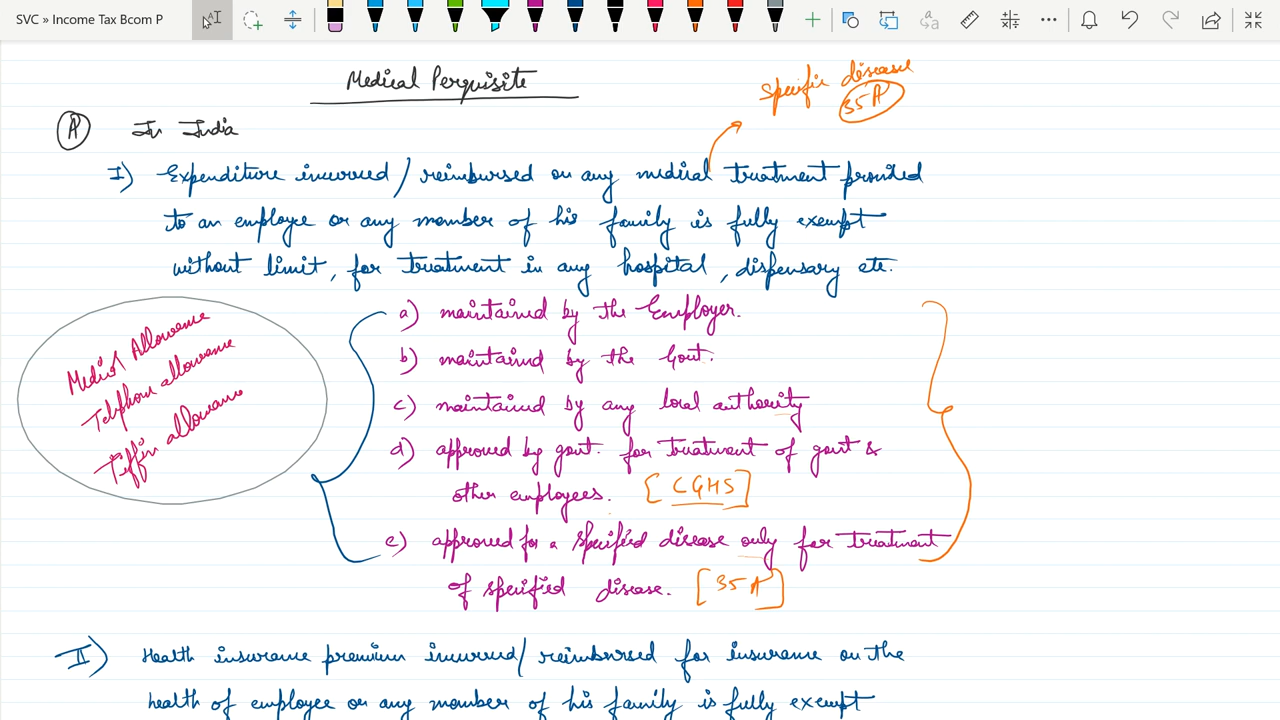 SVC » Income Tax Bcom P
Medical Perquisite
Specific disease
35 A
(A) In India
I) Expenditure incurred / reimbursed on any medical treatment provided
to an employee or any member of his family is fully exempt
without limit, for treatment in any hospital, dispensary etc.
a) maintained by the Employer.
b) maintained by the Govt.
c) maintained by any local authority
d) approved by govt. for treatment of govt &
other employees. [CGHS]
e) approved for a specified disease only for treatment
of specified disease. [35 A]
Medical Allowance
Telephone allowance
Tiffin allowance
II) Health insurance premium incurred / reimbursed for insurance on the
health of employee or any member of his family is fully exempt